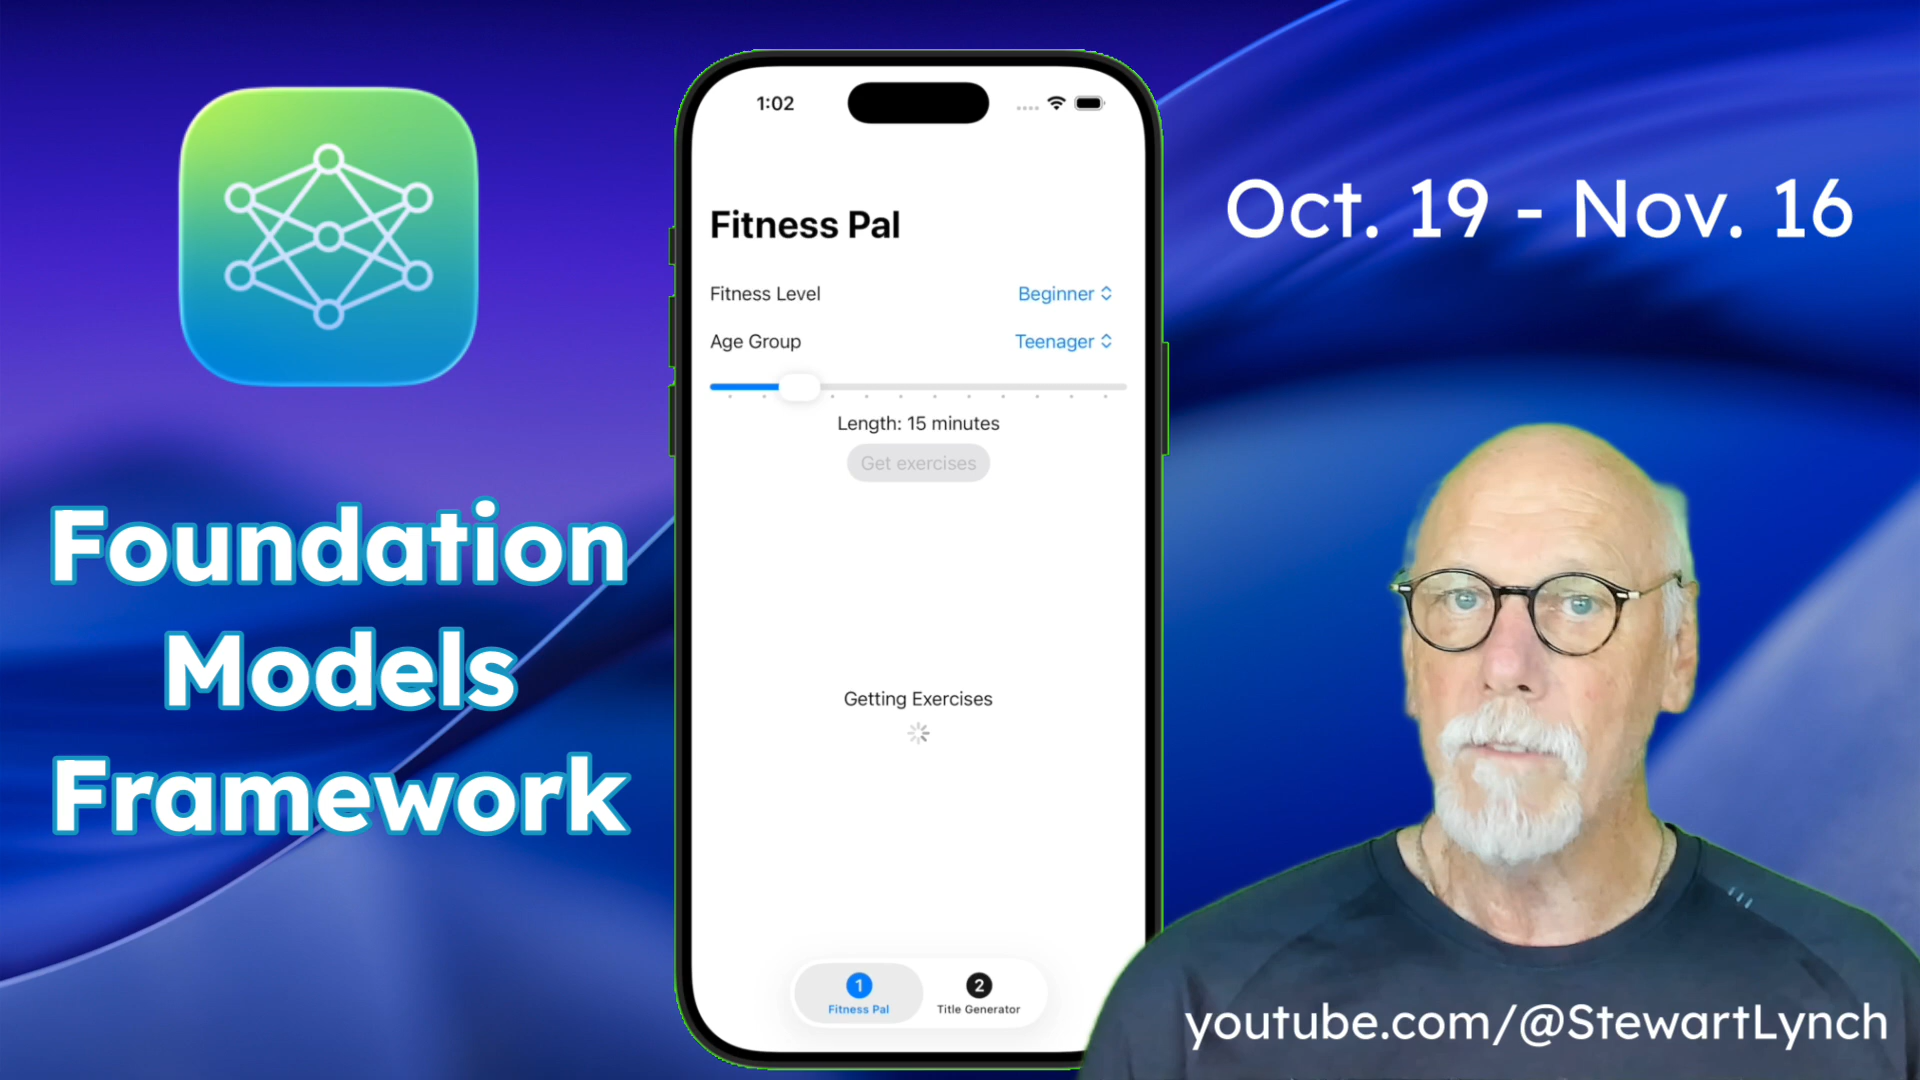 Foundation
Models
Framework
1:02
Fitness Pal
Fitness Level
Beginner
Age Group
Teenager
Length: 15 minutes
Get exercises
Getting Exercises
1
Fitness Pal
2
Title Generator
Oct. 19 - Nov. 16
youtube.com/@StewartLynch